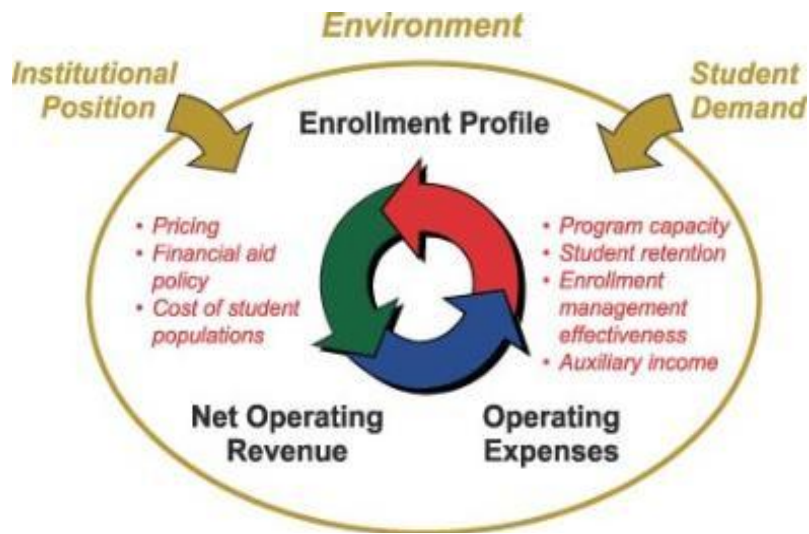 Environment
Institutional
Position
Student
Demand
Enrollment Profile
• Pricing
• Financial aid
policy
• Cost of student
populations
• Program capacity
• Student retention
• Enrollment
management
effectiveness
• Auxiliary income
Net Operating
Revenue
Operating
Expenses